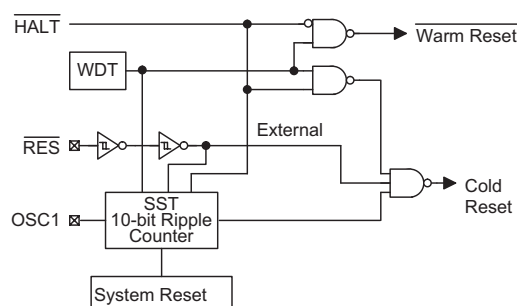 HALT
Warm Reset
WDT
External
RES
SST
10-bit Ripple
Counter
OSC1
Cold
Reset
System Reset